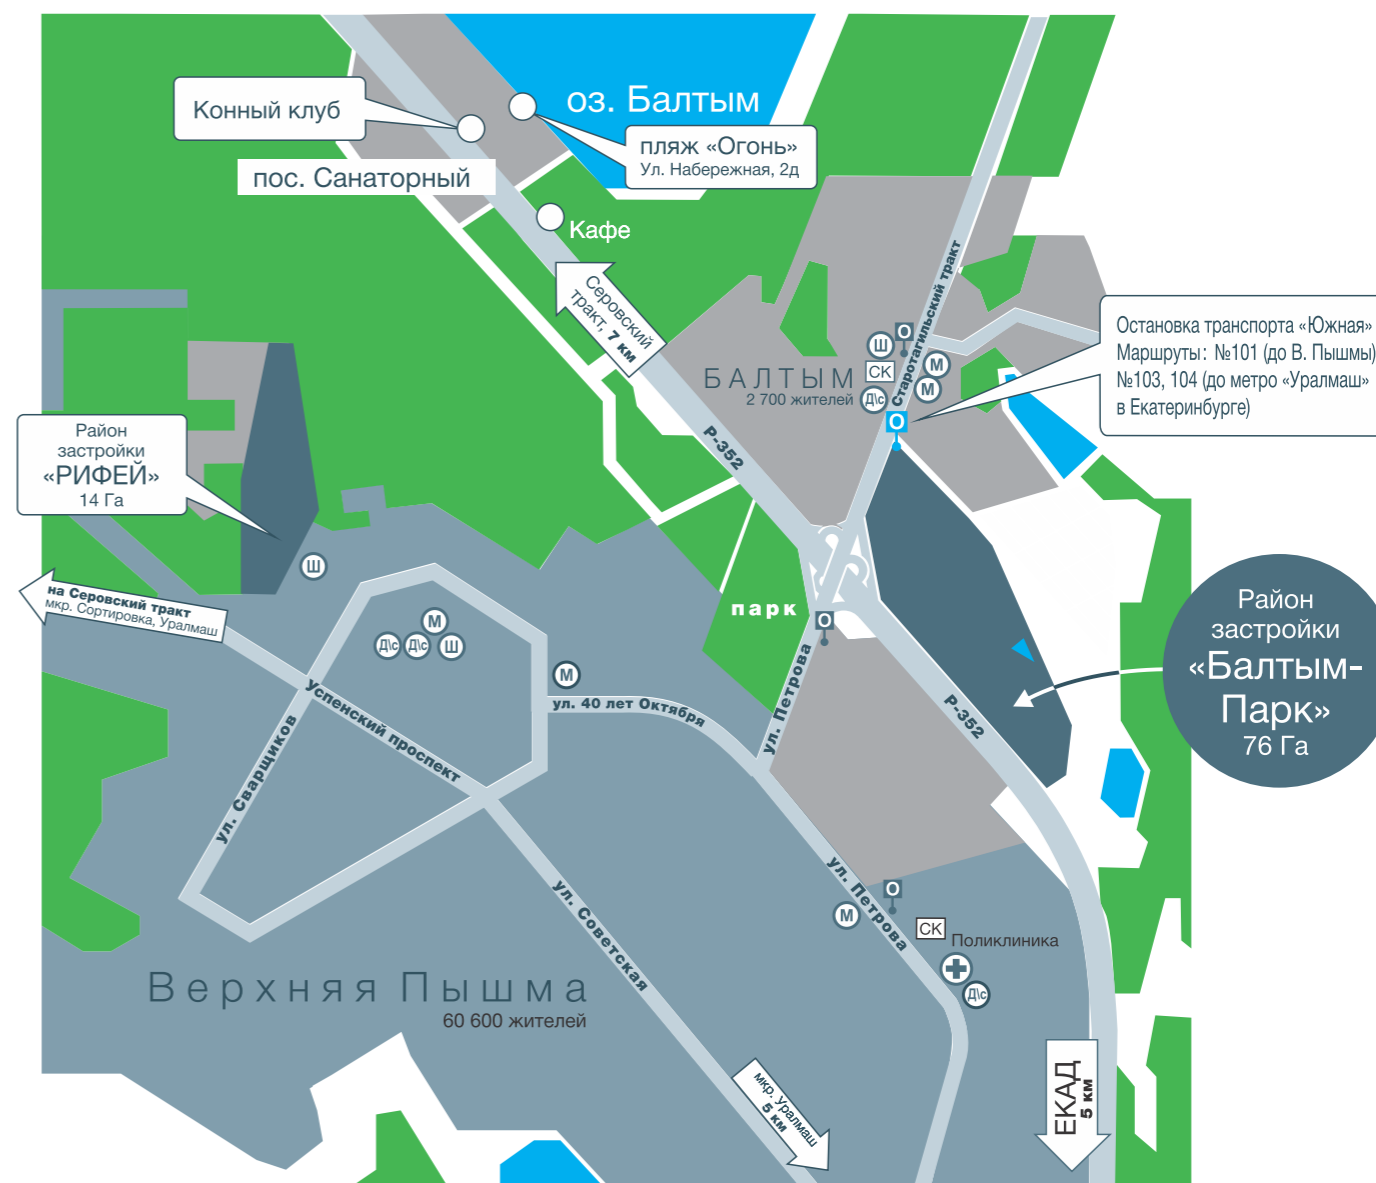 оз. Балтым
Конный клуб
пляж «Огонь»
Ул. Набережная, 2д
пос. Санаторный
Кафе
Серовский
тракт, 7 км
Старотагильский тракт
О
Ш
СК
М
М
Д\с
О
БАЛТЫМ
2 700 жителей
Остановка транспорта «Южная»
Маршруты: №101 (до В. Пышмы)
№103, 104 (до метро «Уралмаш»
в Екатеринбурге)
Р-352
Район
застройки
«РИФЕЙ»
14 Га
Ш
на Серовский тракт
мкр. Сортировка, Уралмаш
М
Д\с
Д\с
Ш
М
парк
О
Район
застройки
«Балтым-
Парк»
76 Га
ул. Петрова
Р-352
ул. 40 лет Октября
Успенский проспект
ул. Сварщиков
ул. Советская
ул. Петрова
О
М
СК
Поликлиника
Д\с
Верхняя Пышма
60 600 жителей
мкр. Уралмаш
5 км
ЕКАД
5 км